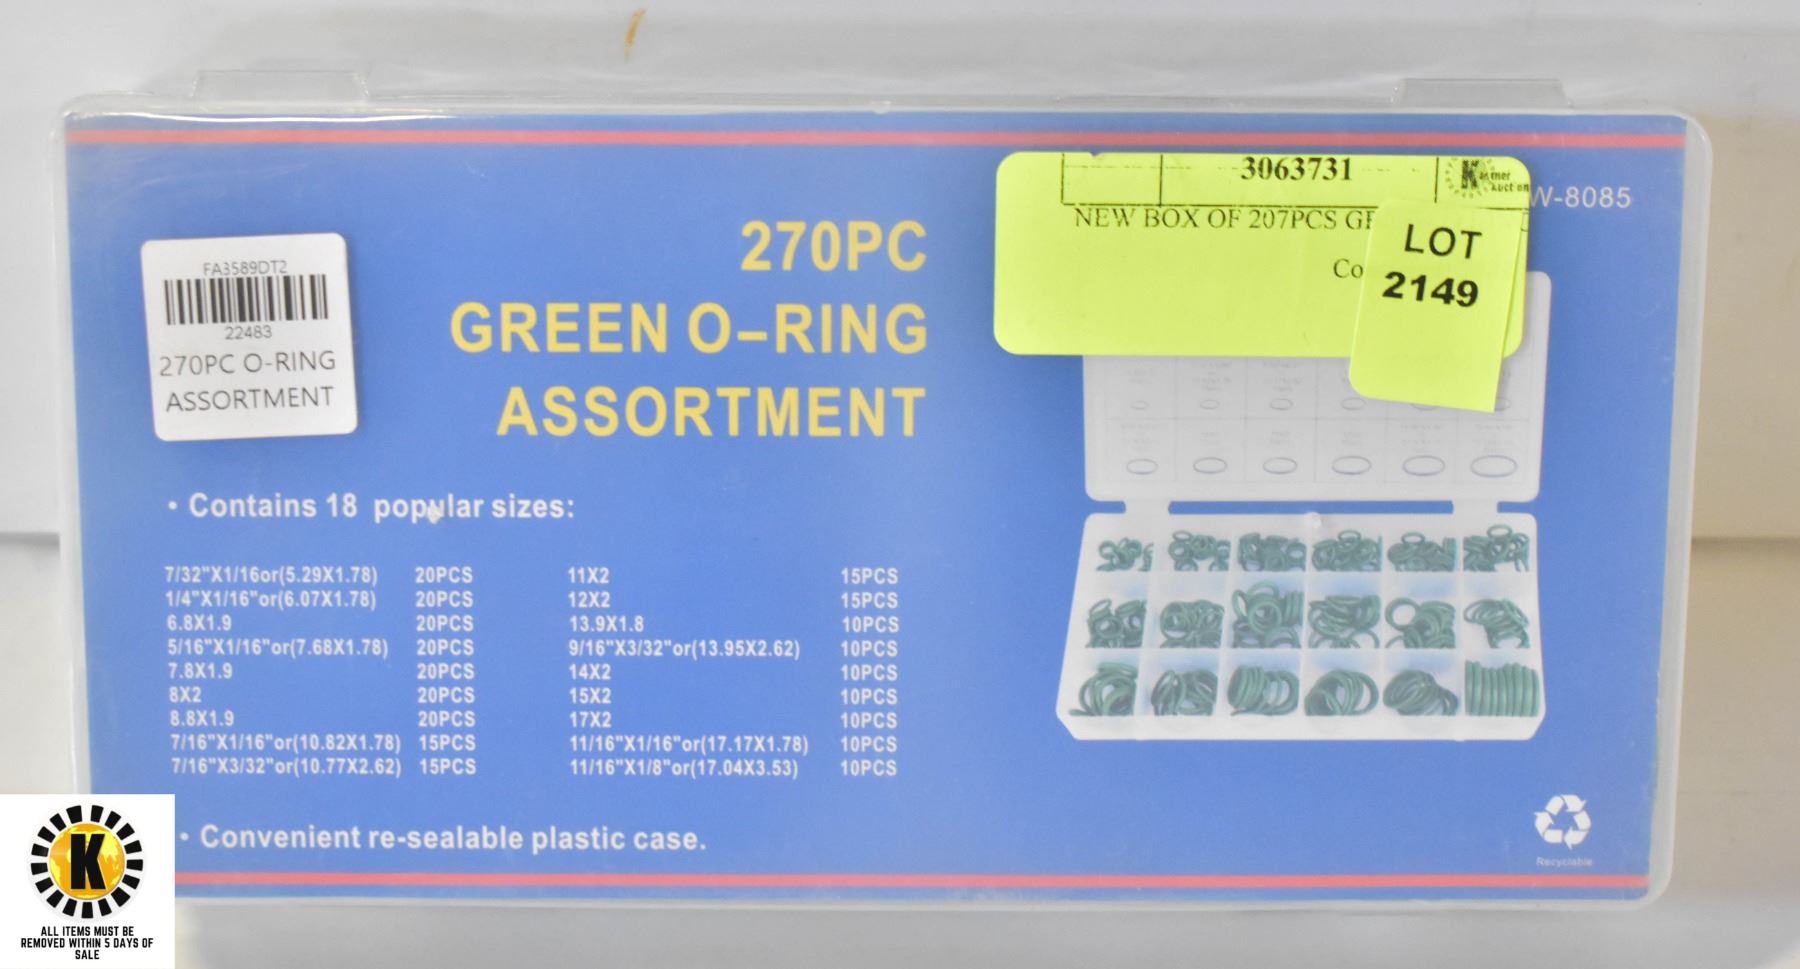 3063731
Kastner
Auction
W-8085
NEW BOX OF 207PCS
LOT
2149
FA3589DT2
22483
270PC O-RING
ASSORTMENT
270PC
GREEN O-RING
ASSORTMENT
• Contains 18 popular sizes:
7/32"X1/16or(5.29X1.78) 20PCS
1/4"X1/16"or(6.07X1.78) 20PCS
6.8X1.9 20PCS
5/16"X1/16"or(7.68X1.78) 20PCS
7.8X1.9 20PCS
8X2 20PCS
8.8X1.9 20PCS
7/16"X1/16"or(10.82X1.78) 15PCS
7/16"X3/32"or(10.77X2.62) 15PCS
11X2 15PCS
12X2 15PCS
13.9X1.8 10PCS
9/16"X3/32"or(13.95X2.62) 10PCS
14X2 10PCS
15X2 10PCS
17X2 10PCS
11/16"X1/16"or(17.17X1.78) 10PCS
11/16"X1/8"or(17.04X3.53) 10PCS
• Convenient re-sealable plastic case.
Recyclable
K
ALL ITEMS MUST BE
REMOVED WITHIN 5 DAYS OF
SALE